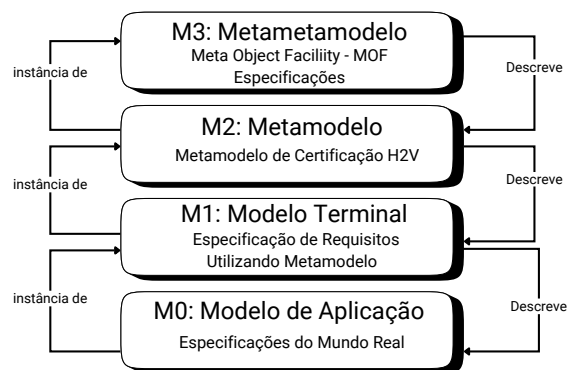 M3: Metametamodelo
Meta Object Faciliity - MOF
Especificações
instância de
Descreve
M2: Metamodelo
Metamodelo de Certificação H2V
instância de
Descreve
M1: Modelo Terminal
Especificação de Requisitos
Utilizando Metamodelo
instância de
Descreve
M0: Modelo de Aplicação
Especificações do Mundo Real